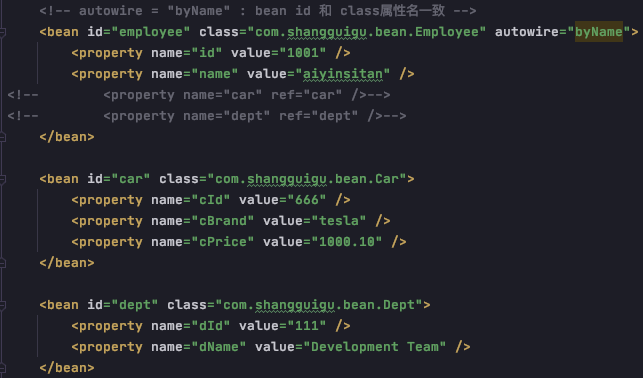 <!-- autowire = "byName" : bean id 和 class属性名一致 -->
<bean id="employee" class="com.shangguigu.bean.Employee" autowire="byName">
<property name="id" value="1001" />
<property name="name" value="aiyinsitan" />
<!-- <property name="car" ref="car" />-->
<!-- <property name="dept" ref="dept" />-->
</bean>
<bean id="car" class="com.shangguigu.bean.Car">
<property name="cId" value="666" />
<property name="cBrand" value="tesla" />
<property name="cPrice" value="1000.10" />
</bean>
<bean id="dept" class="com.shangguigu.bean.Dept">
<property name="dId" value="111" />
<property name="dName" value="Development Team" />
</bean>